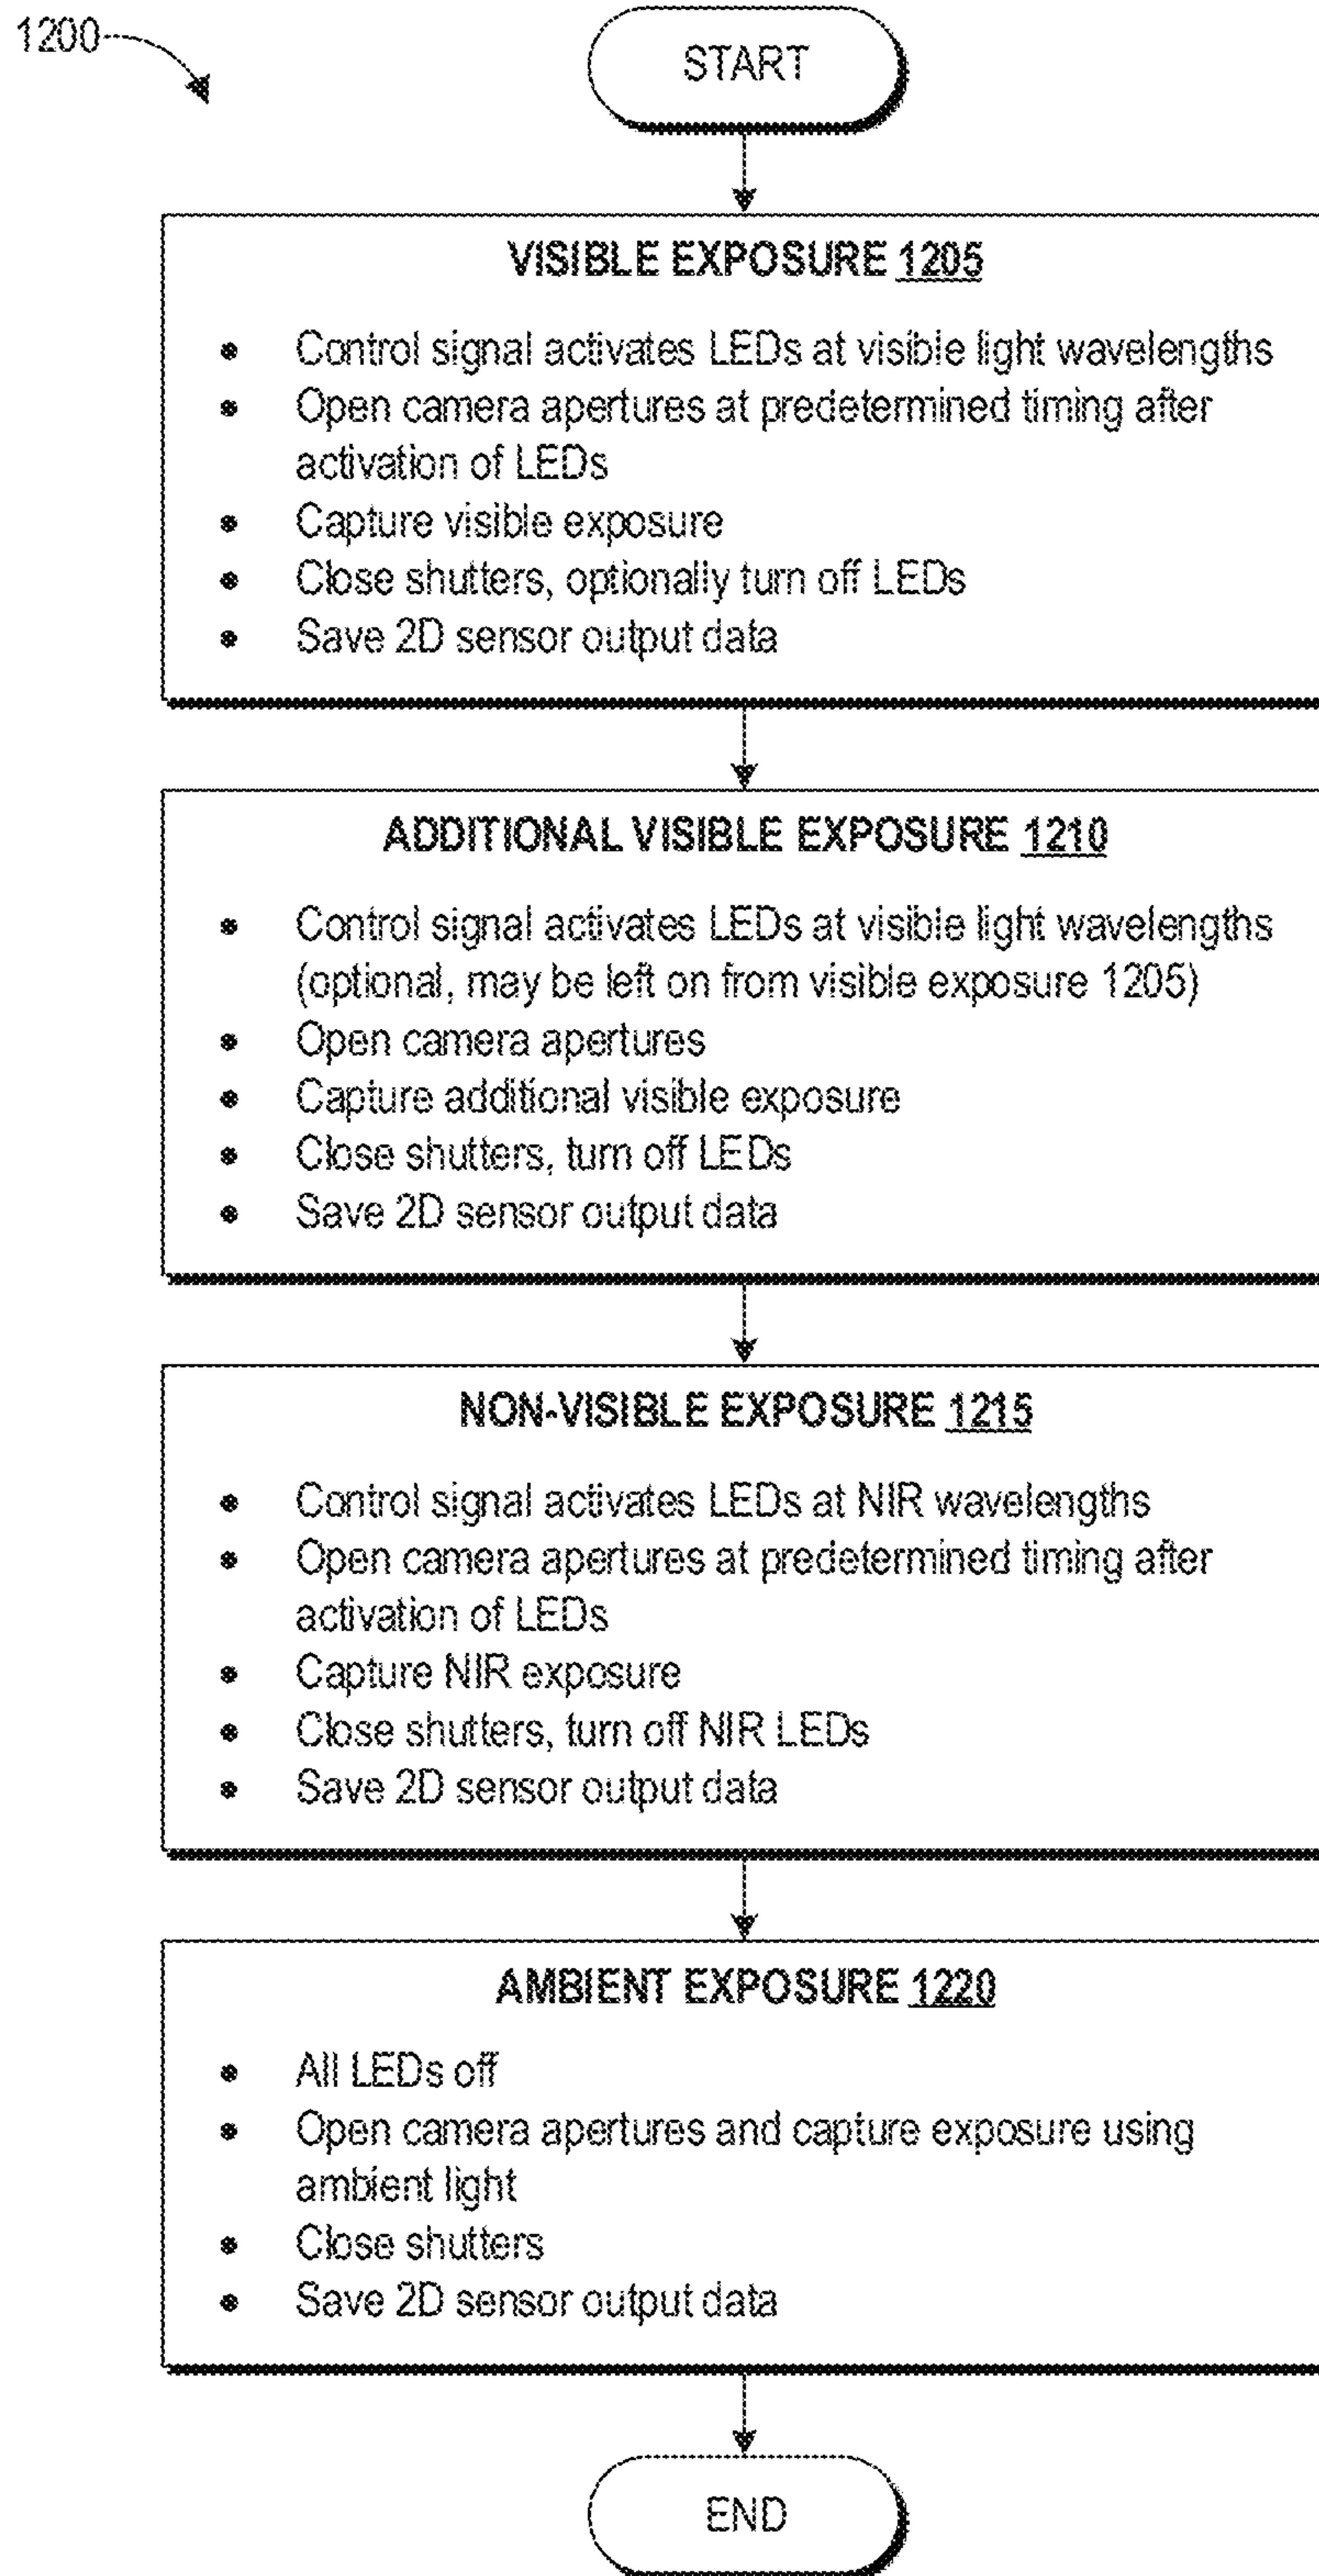 1200
START
VISIBLE EXPOSURE 1205
• Control signal activates LEDs at visible light wavelengths
• Open camera apertures at predetermined timing after
activation of LEDs
• Capture visible exposure
• Close shutters, optionally turn off LEDs
• Save 2D sensor output data
ADDITIONAL VISIBLE EXPOSURE 1210
• Control signal activates LEDs at visible light wavelengths
(optional, may be left on from visible exposure 1205)
• Open camera apertures
• Capture additional visible exposure
• Close shutters, turn off LEDs
• Save 2D sensor output data
NON-VISIBLE EXPOSURE 1215
• Control signal activates LEDs at NIR wavelengths
• Open camera apertures at predetermined timing after
activation of LEDs
• Capture NIR exposure
• Close shutters, turn off NIR LEDs
• Save 2D sensor output data
AMBIENT EXPOSURE 1220
• All LEDs off
• Open camera apertures and capture exposure using
ambient light
• Close shutters
• Save 2D sensor output data
END